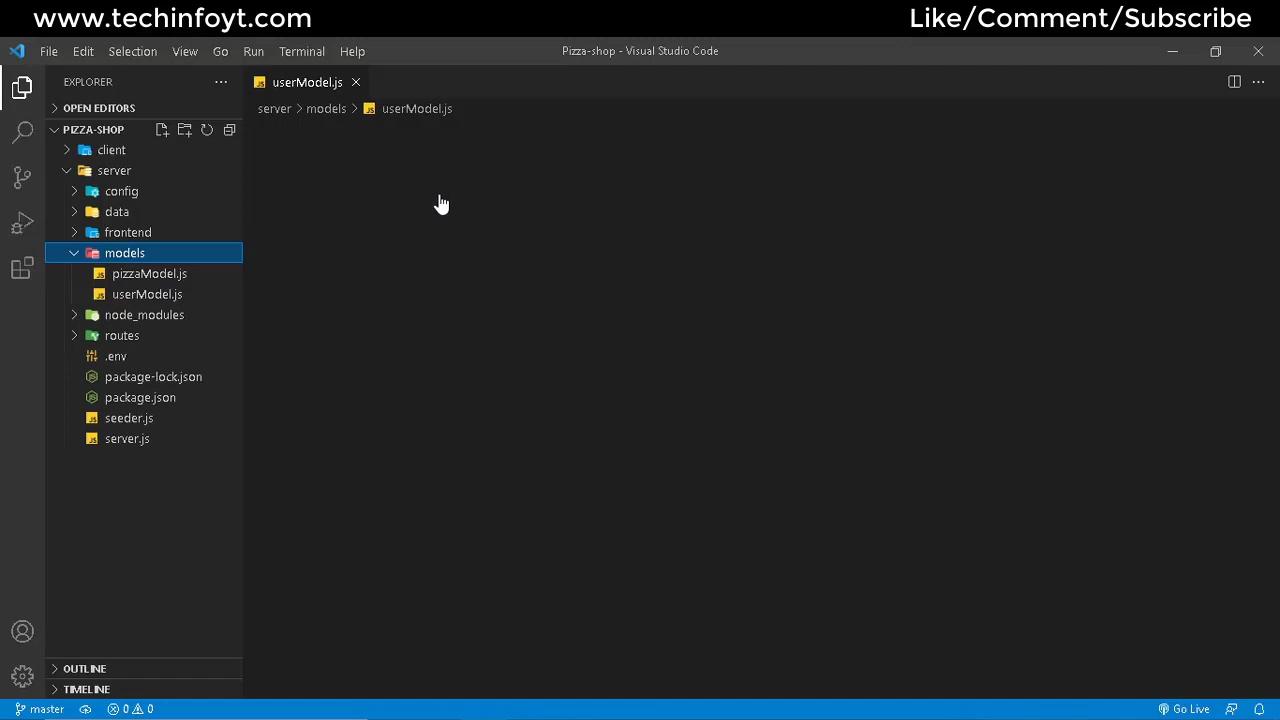 www.techinfoyt.com
Like/Comment/Subscribe
File Edit Selection View Go Run Terminal Help
Pizza-shop - Visual Studio Code
EXPLORER
userModel.js
OPEN EDITORS
server > models > userModel.js
PIZZA-SHOP
client
server
config
data
frontend
models
pizzaModel.js
userModel.js
node_modules
routes
.env
package-lock.json
package.json
seeder.js
server.js
OUTLINE
TIMELINE
master
0 0
Go Live